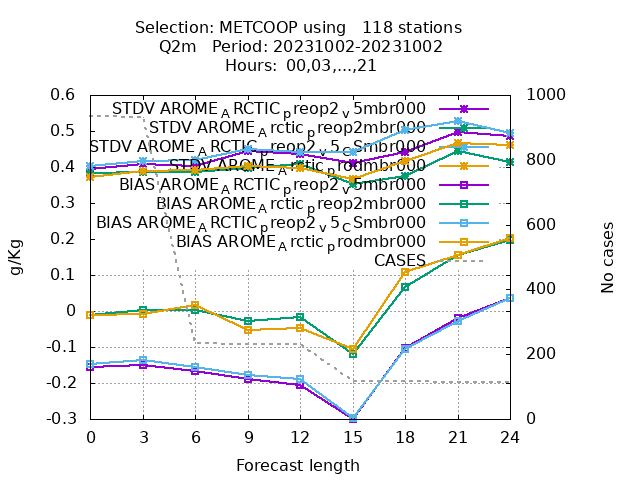 Selection: METCOOP using 118 stations
Q2m Period: 20231002-20231002
Hours: 00,03,...,21
0.6
0.5
0.4
0.3
0.2
0.1
0
-0.1
-0.2
-0.3
g/Kg
STDV AROME_ARCTIC_preop2_v5mbr000
STDV AROME_Arctic_preop2mbr000
STDV AROME_ARCTIC_preop2_v5_CSmbr000
STDV AROME_Arctic_prodmbr000
BIAS AROME_ARCTIC_preop2_v5mbr000
BIAS AROME_Arctic_preop2mbr000
BIAS AROME_ARCTIC_preop2_v5_CSmbr000
BIAS AROME_Arctic_prodmbr000
CASES
1000
800
600
400
200
0
No cases
0 3 6 9 12 15 18 21 24
Forecast length